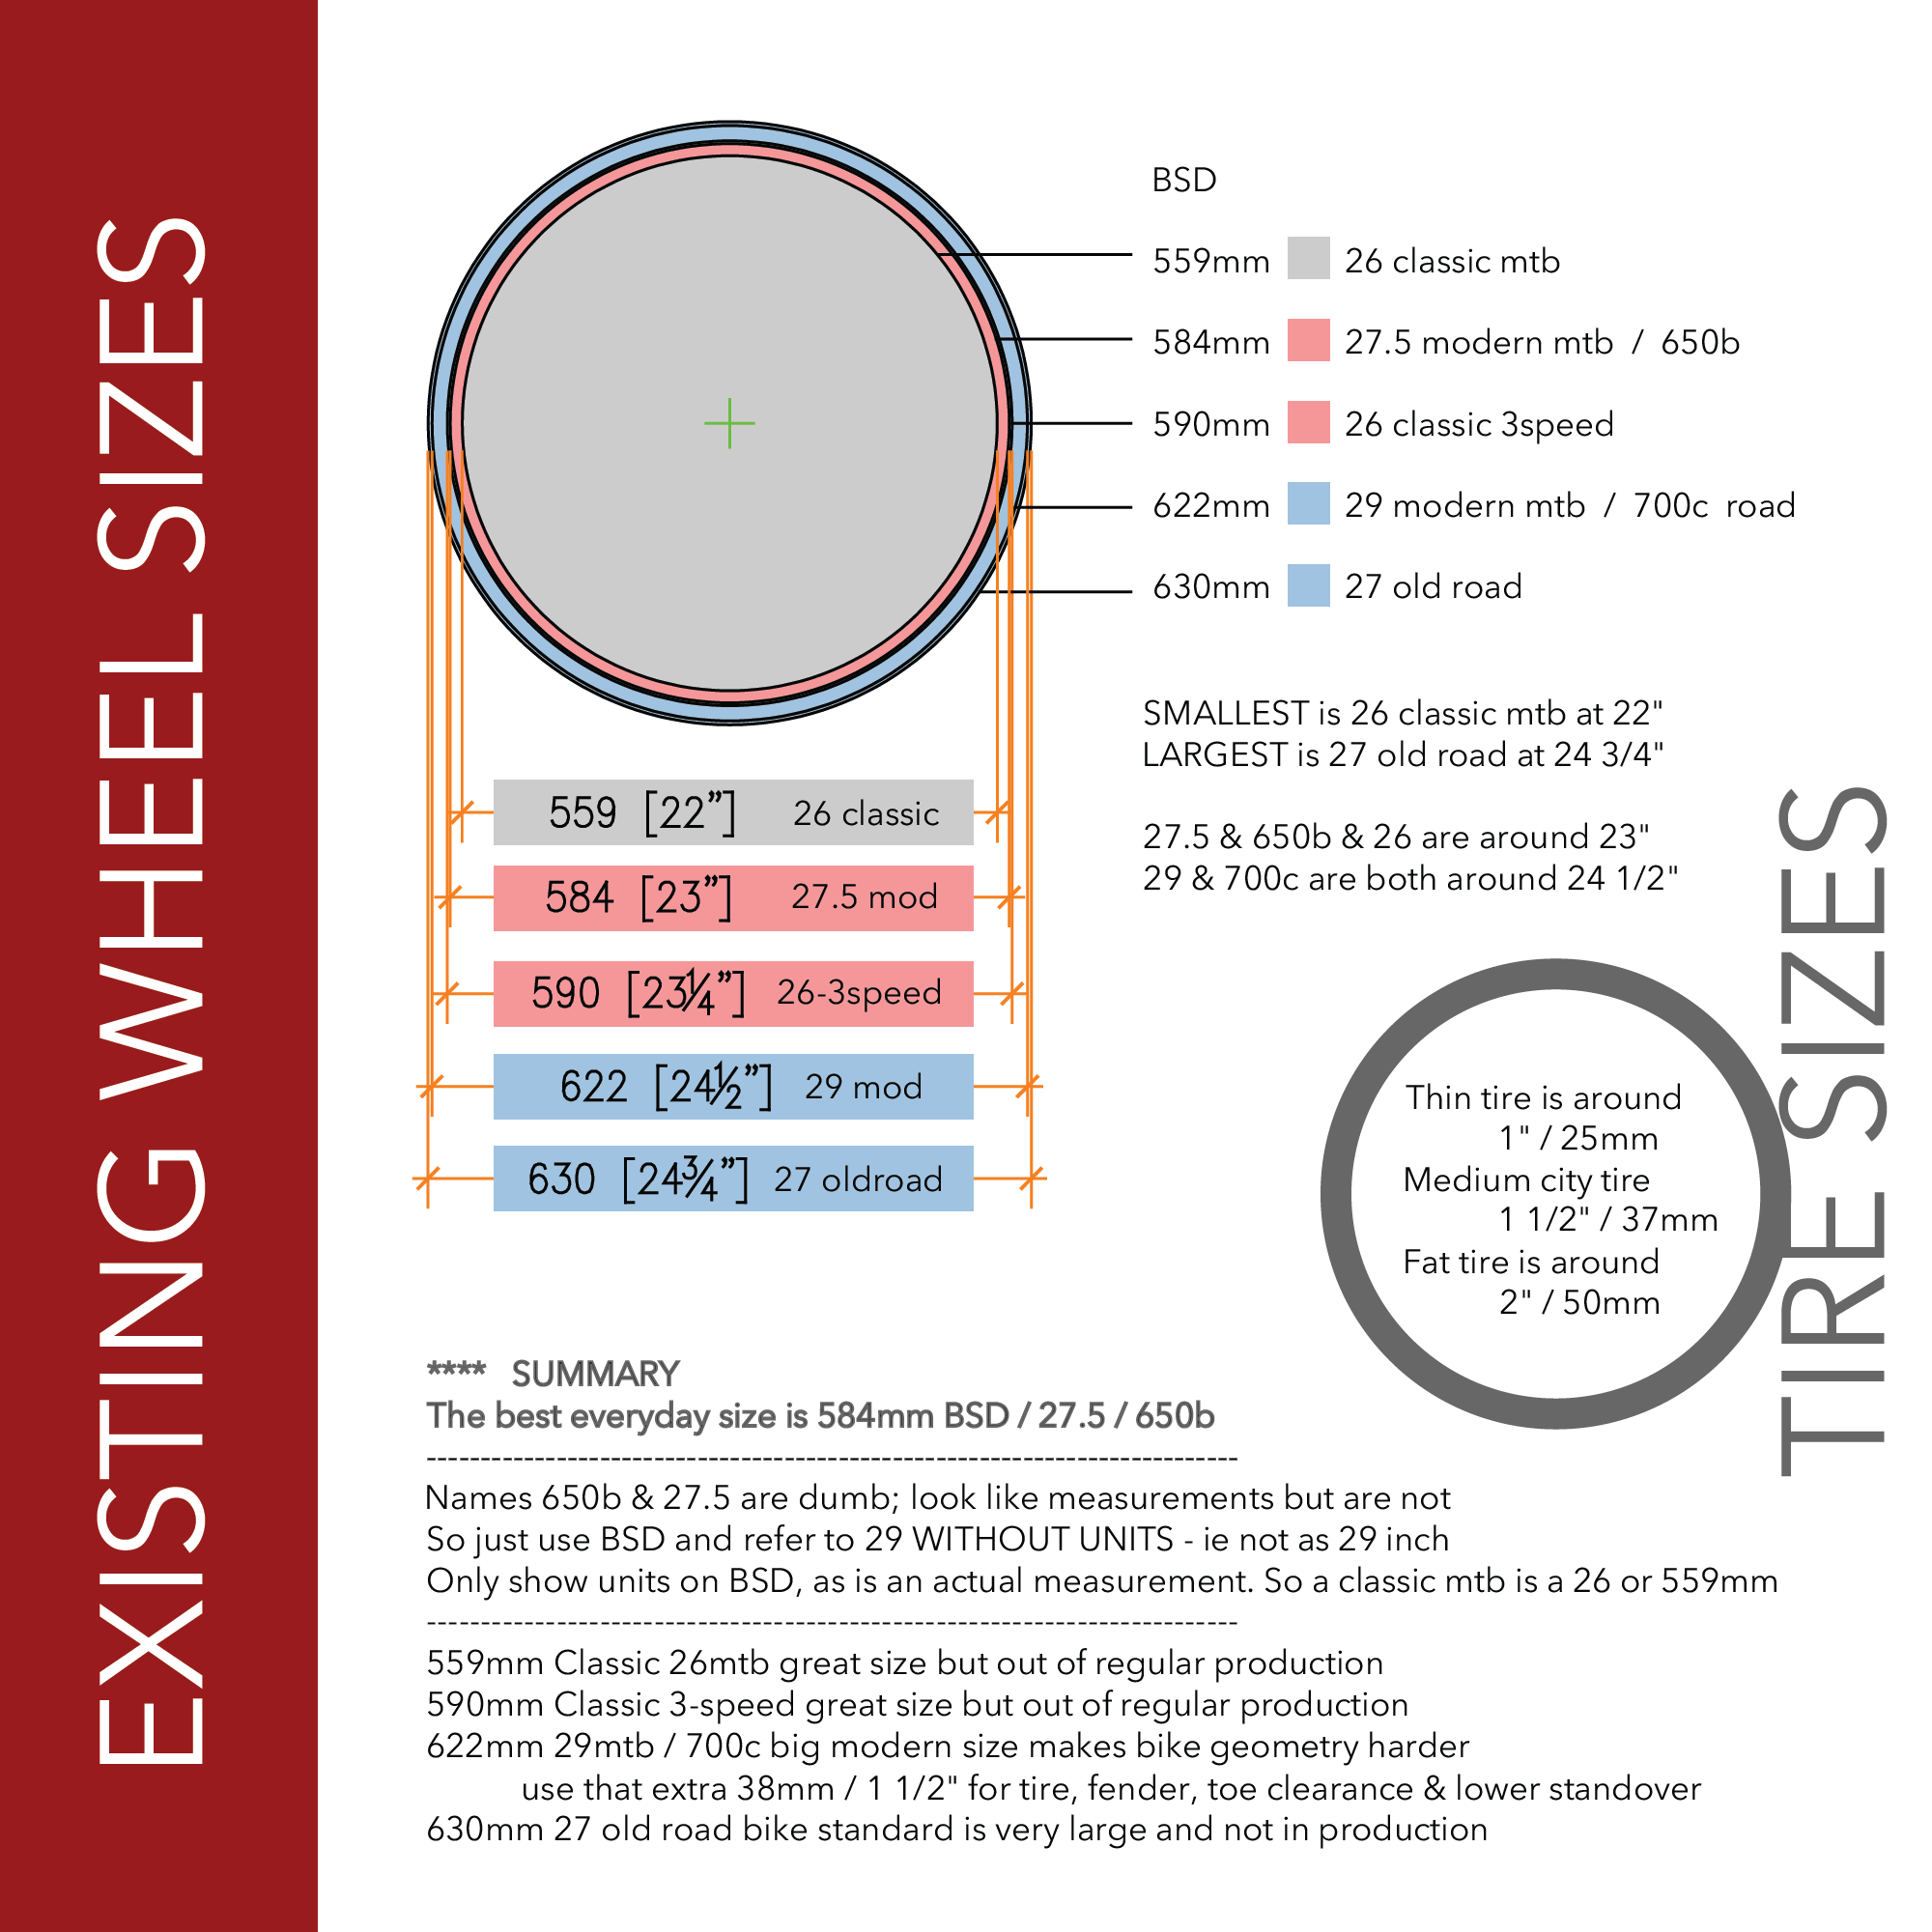 EXISTING WHEEL SIZES
BSD
559mm 26 classic mtb
584mm 27.5 modern mtb / 650b
590mm 26 classic 3speed
622mm 29 modern mtb / 700c road
630mm 27 old road
SMALLEST is 26 classic mtb at 22"
LARGEST is 27 old road at 24 3/4"
27.5 & 650b & 26 are around 23"
29 & 700c are both around 24 1/2"
559 [22”] 26 classic
584 [23”] 27.5 mod
590 [23¼”] 26-3speed
622 [24½”] 29 mod
630 [24¾”] 27 oldroad
TIRE SIZES
Thin tire is around
1" / 25mm
Medium city tire
1 1/2" / 37mm
Fat tire is around
2" / 50mm
**** SUMMARY
The best everyday size is 584mm BSD / 27.5 / 650b
---------------------------------------------------------------------------
Names 650b & 27.5 are dumb; look like measurements but are not
So just use BSD and refer to 29 WITHOUT UNITS - ie not as 29 inch
Only show units on BSD, as is an actual measurement. So a classic mtb is a 26 or 559mm
---------------------------------------------------------------------------
559mm Classic 26mtb great size but out of regular production
590mm Classic 3-speed great size but out of regular production
622mm 29mtb / 700c big modern size makes bike geometry harder
use that extra 38mm / 1 1/2" for tire, fender, toe clearance & lower standover
630mm 27 old road bike standard is very large and not in production